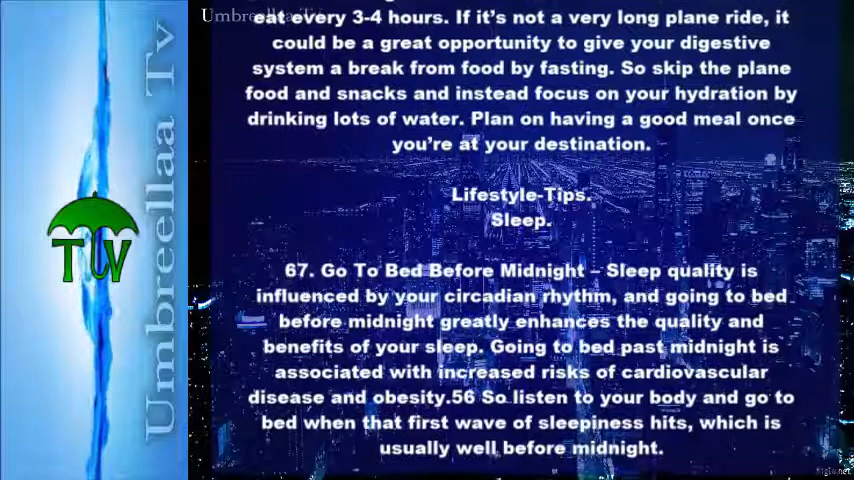 Umbreellaa Tv
eat every 3-4 hours. If it's not a very long plane ride, it
could be a great opportunity to give your digestive
system a break from food by fasting. So skip the plane
food and snacks and instead focus on your hydration by
drinking lots of water. Plan on having a good meal once
you're at your destination.
Lifestyle-Tips.
Sleep.
67. Go To Bed Before Midnight – Sleep quality is
influenced by your circadian rhythm, and going to bed
before midnight greatly enhances the quality and
benefits of your sleep. Going to bed past midnight is
associated with increased risks of cardiovascular
disease and obesity.56 So listen to your body and go to
bed when that first wave of sleepiness hits, which is
usually well before midnight.
Umbreellaa Tv
TV